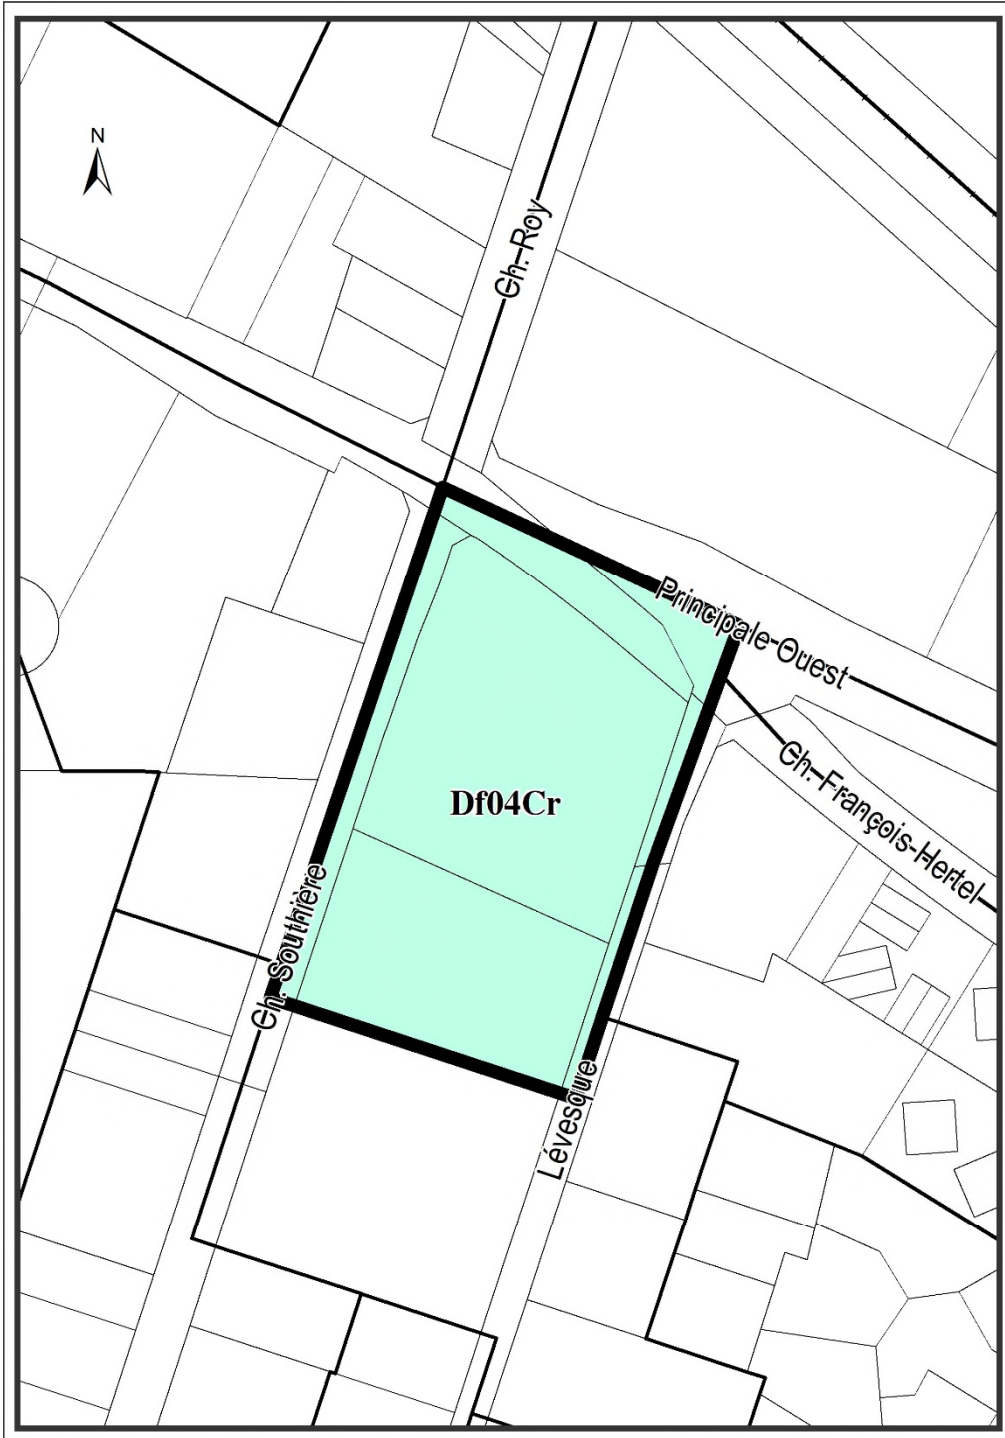 N
Ch. Roy
Principale Ouest
Ch. François-Hertel
Df04Cr
Ch. Southière
Lévesque